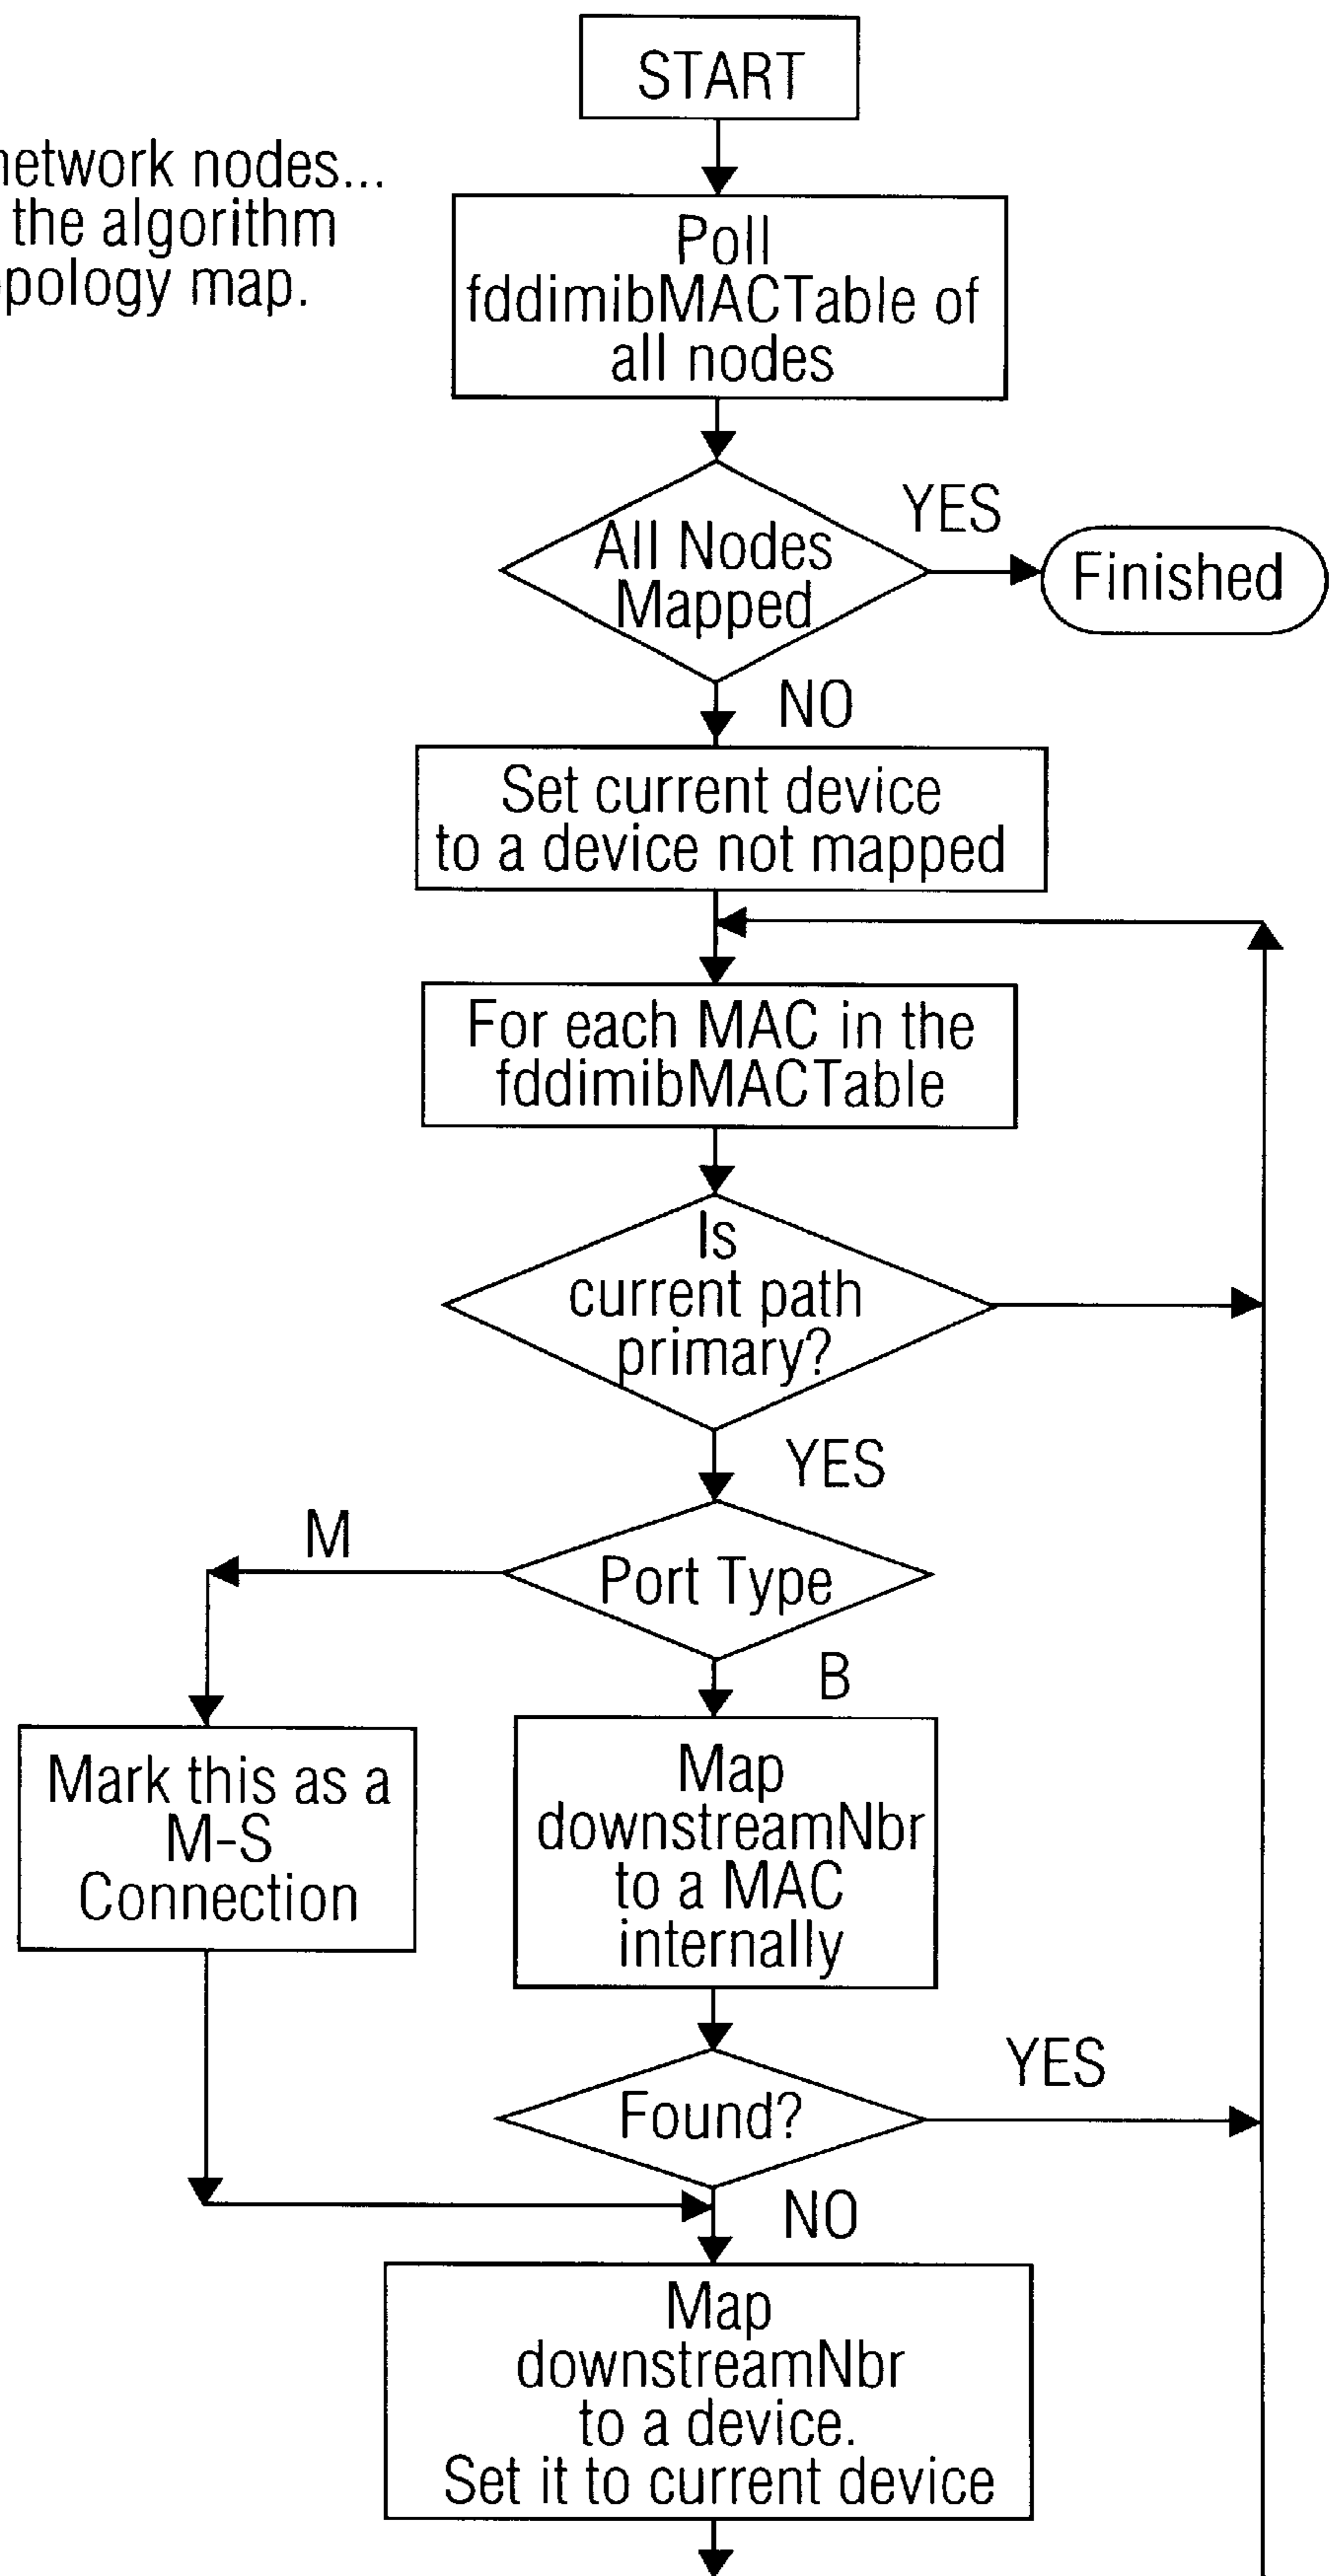 START
network nodes...
the algorithm
pology map.
Poll
fddimibMACTable of
all nodes
All Nodes
Mapped
YES
Finished
NO
Set current device
to a device not mapped
For each MAC in the
fddimibMACTable
Is
current path
primary?
YES
M
Port Type
B
Mark this as a
M-S
Connection
Map
downstreamNbr
to a MAC
internally
Found?
YES
NO
Map
downstreamNbr
to a device.
Set it to current device